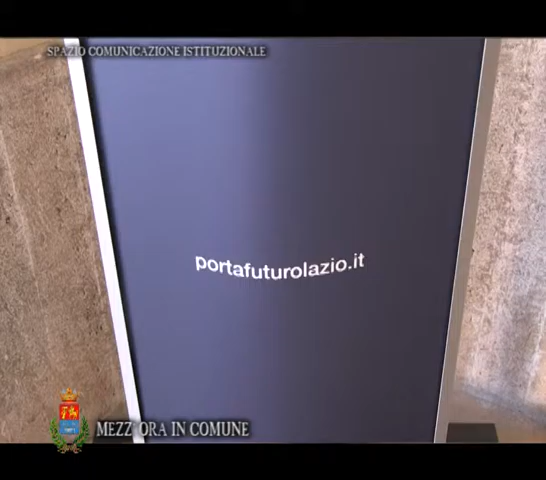 SPAZIO COMUNICAZIONE ISTITUZIONALE
portafuturolazio.it
MEZZ'ORA IN COMUNE